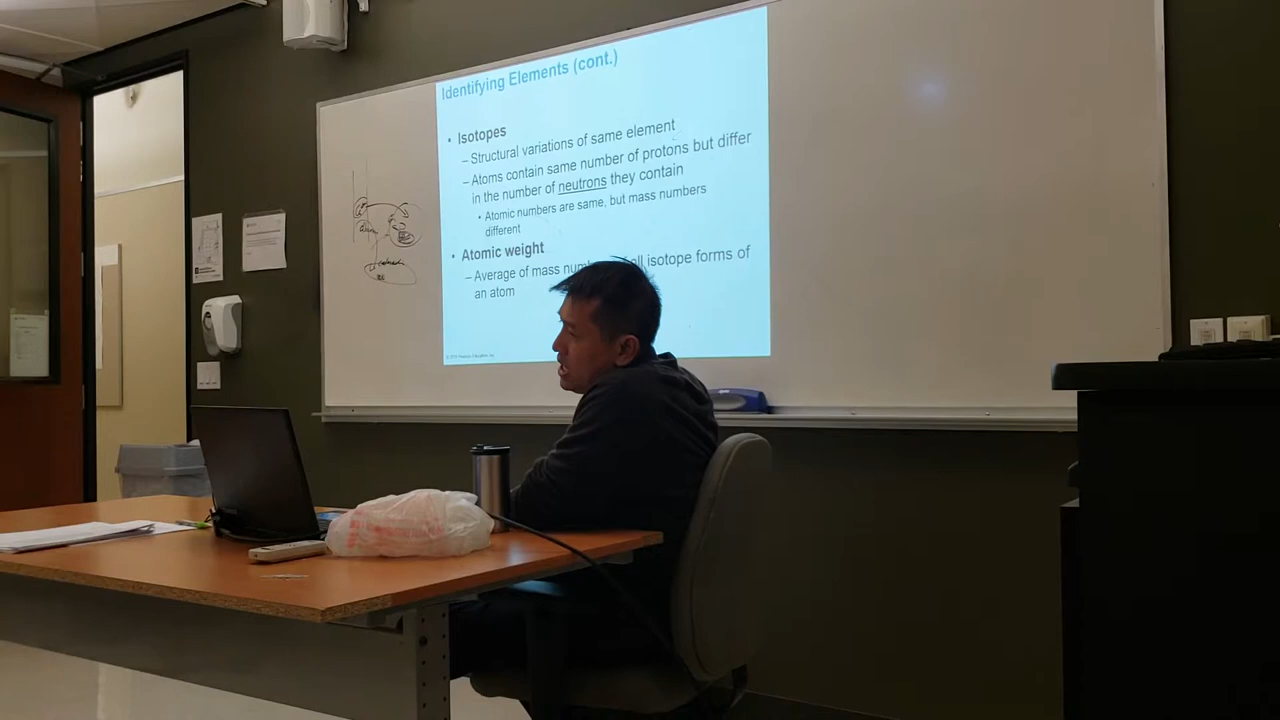 Identifying Elements (cont.)
• Isotopes
– Structural variations of same element
– Atoms contain same number of protons but differ
in the number of neutrons they contain
• Atomic numbers are same, but mass numbers
different
• Atomic weight
– Average of mass all isotope forms of
an atom